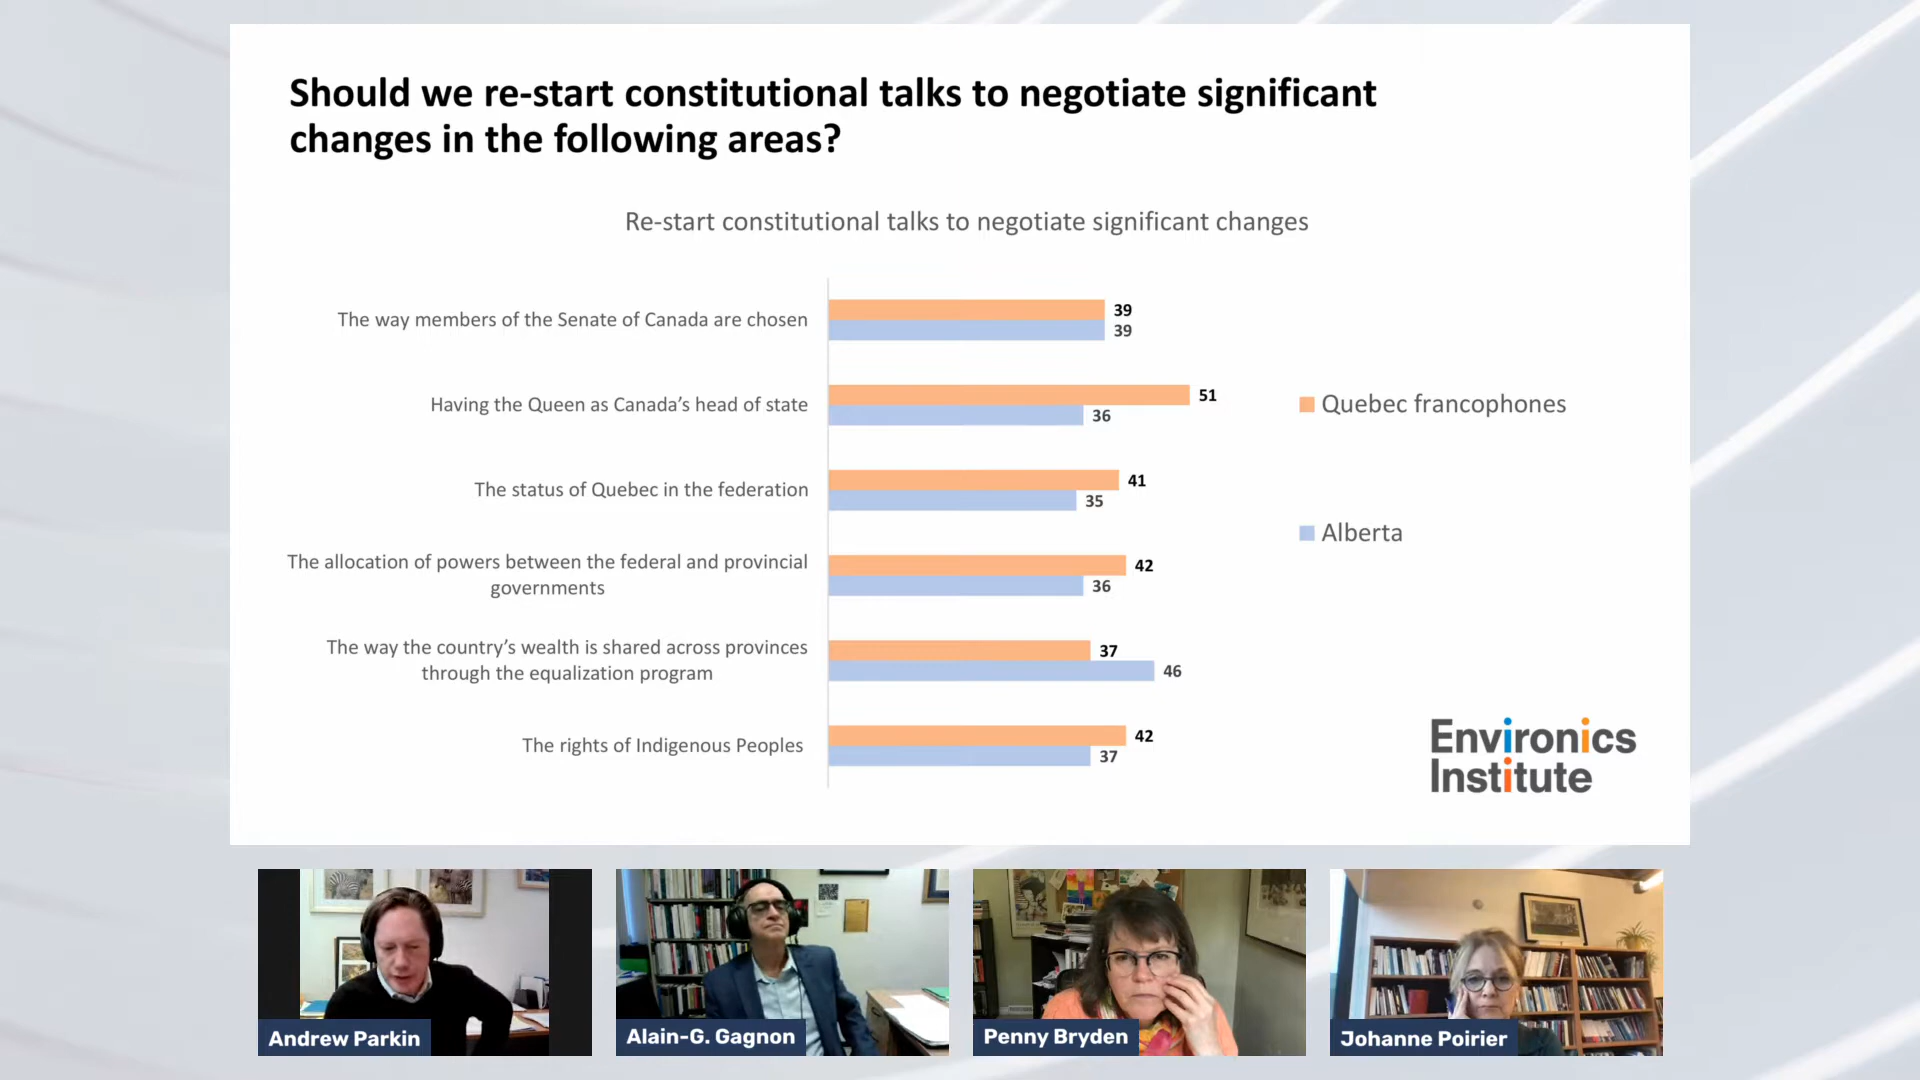 Should we re-start constitutional talks to negotiate significant
changes in the following areas?
Re-start constitutional talks to negotiate significant changes
The way members of the Senate of Canada are chosen
39
39
Having the Queen as Canada's head of state
51
36
The status of Quebec in the federation
41
35
The allocation of powers between the federal and provincial
governments
42
36
The way the country's wealth is shared across provinces
through the equalization program
37
46
The rights of Indigenous Peoples
42
37
Quebec francophones
Alberta
Environics
Institute
Andrew Parkin
Alain-G. Gagnon
Penny Bryden
Johanne Poirier